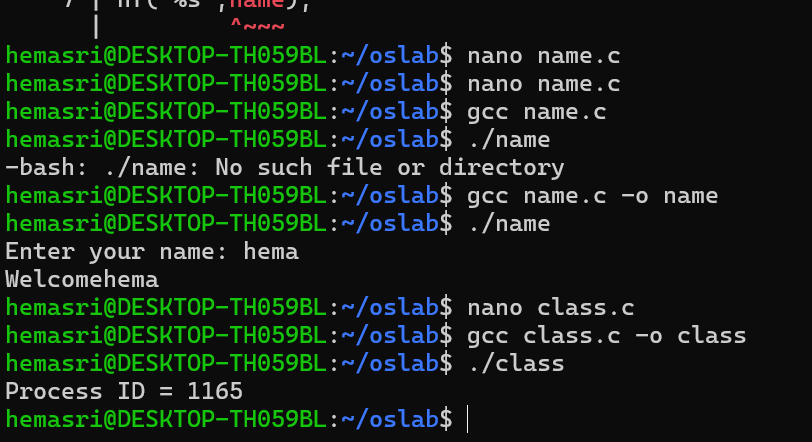 7 | nf("%s",name);
| ^~~~
hemasri@DESKTOP-TH059BL:~/oslab$ nano name.c
hemasri@DESKTOP-TH059BL:~/oslab$ nano name.c
hemasri@DESKTOP-TH059BL:~/oslab$ gcc name.c
hemasri@DESKTOP-TH059BL:~/oslab$ ./name
-bash: ./name: No such file or directory
hemasri@DESKTOP-TH059BL:~/oslab$ gcc name.c -o name
hemasri@DESKTOP-TH059BL:~/oslab$ ./name
Enter your name: hema
Welcomehema
hemasri@DESKTOP-TH059BL:~/oslab$ nano class.c
hemasri@DESKTOP-TH059BL:~/oslab$ gcc class.c -o class
hemasri@DESKTOP-TH059BL:~/oslab$ ./class
Process ID = 1165
hemasri@DESKTOP-TH059BL:~/oslab$